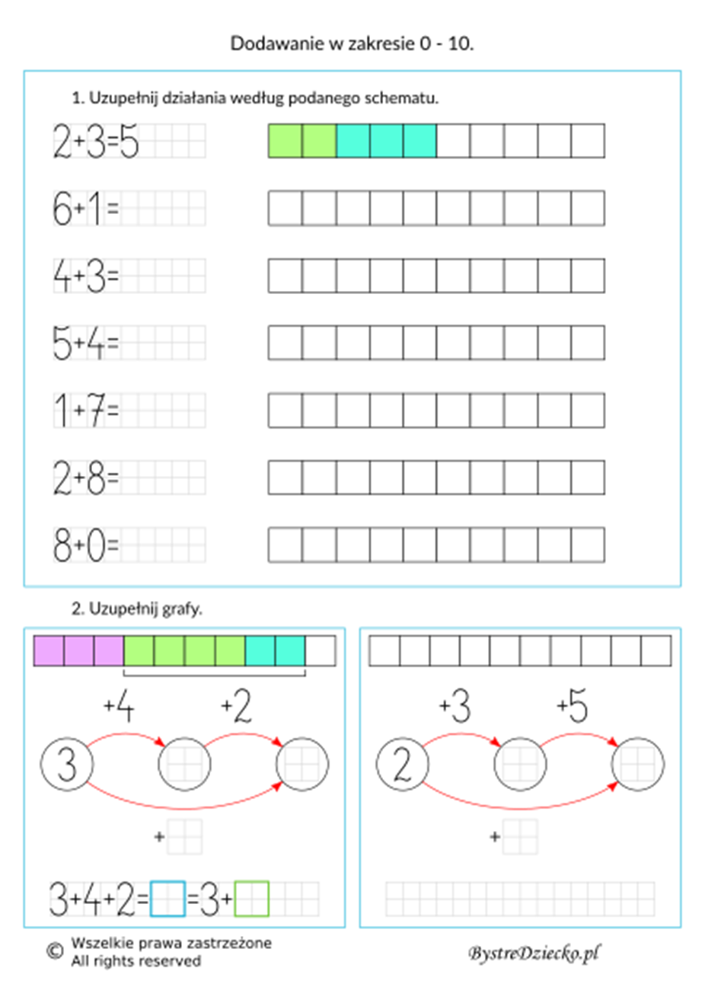 Dodawanie w zakresie 0 - 10.
1. Uzupełnij działania według podanego schematu.
2+3=5
6+1=
4+3=
5+4=
1+7=
2+8=
8+0=
2. Uzupełnij grafy.
+4 +2
3
+
3+4+2= =3+
+3 +5
2
+
© Wszelkie prawa zastrzeżone
All rights reserved
BystreDziecko.pl